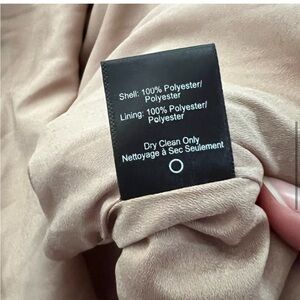 Shell: 100% Polyester/
Polyester
Lining: 100% Polyester/
Polyester
Dry Clean Only
Nettoyage à Sec Seulement